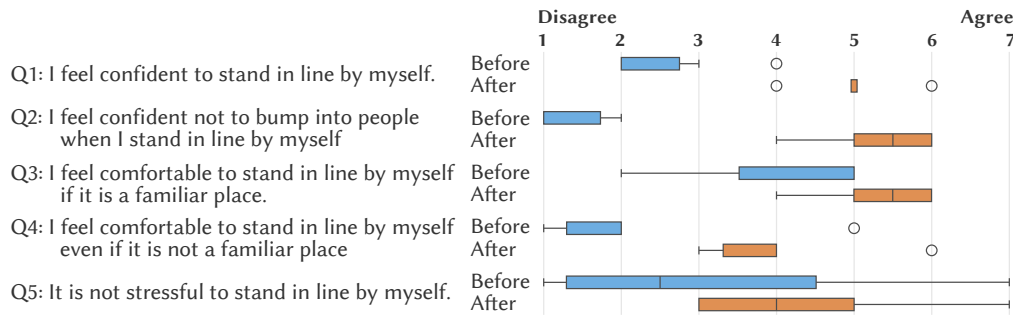 Disagree Agree
1 2 3 4 5 6 7
Q1: I feel confident to stand in line by myself. Before
After
Q2: I feel confident not to bump into people Before
when I stand in line by myself After
Q3: I feel comfortable to stand in line by myself Before
if it is a familiar place. After
Q4: I feel comfortable to stand in line by myself Before
even if it is not a familiar place After
Q5: It is not stressful to stand in line by myself. Before
After